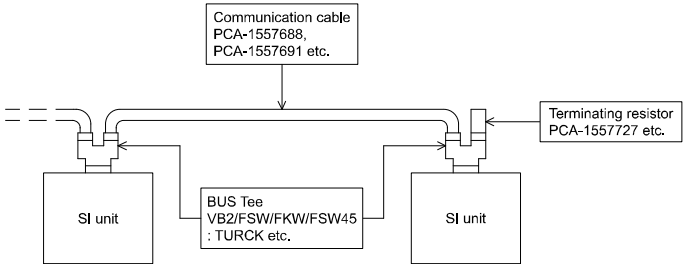 Communication cable
PCA-1557688,
PCA-1557691 etc.
Terminating resistor
PCA-1557727 etc.
SI unit
BUS Tee
VB2/FSW/FKW/FSW45
: TURCK etc.
SI unit